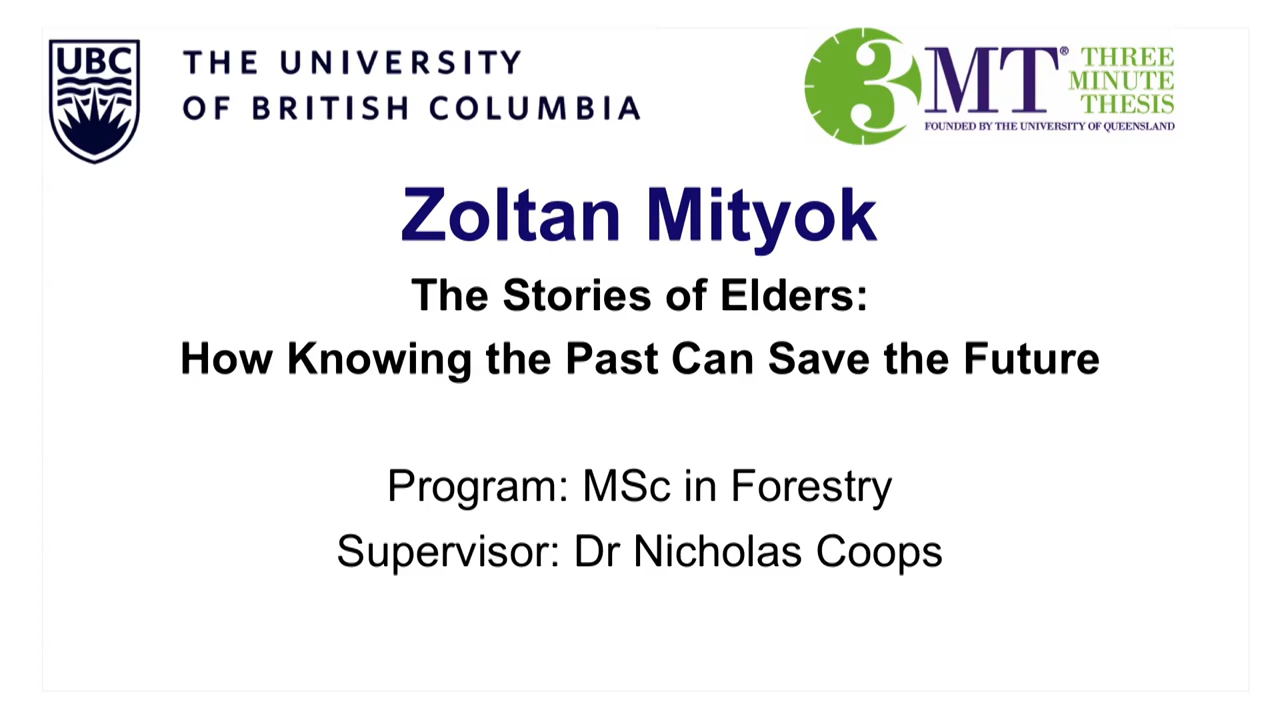 UBC
THE UNIVERSITY
OF BRITISH COLUMBIA
3MT® THREE
MINUTE
THESIS
FOUNDED BY THE UNIVERSITY OF QUEENSLAND
Zoltan Mityok
The Stories of Elders:
How Knowing the Past Can Save the Future
Program: MSc in Forestry
Supervisor: Dr Nicholas Coops